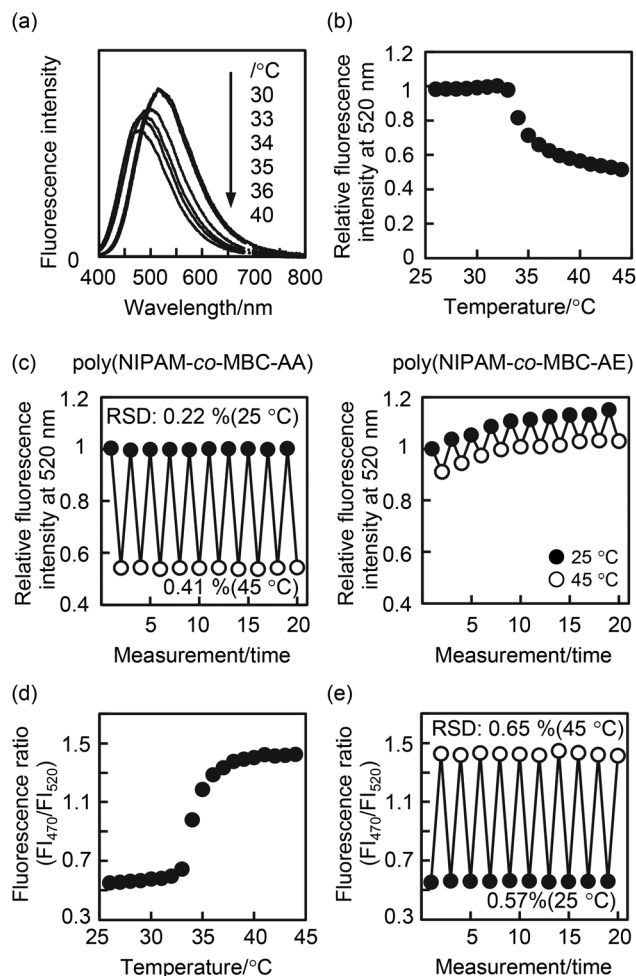 (a)
Fluorescence intensity
0
/°C
30
33
34
35
36
40
400 500 600 700 800
Wavelength/nm
(b)
Relative fluorescence
intensity at 520 nm
1.2
1
0.8
0.6
0.4
0.2
0
25 30 35 40 45
Temperature/°C
(c)
poly(NIPAM-co-MBC-AA)
Relative fluorescence
intensity at 520 nm
1.2
1
0.8
0.6
0.4
RSD: 0.22 %(25 °C)
0.41 %(45 °C)
5 10 15 20
Measurement/time
poly(NIPAM-co-MBC-AE)
Relative fluorescence
intensity at 520 nm
1.2
1
0.8
0.6
0.4
25 °C
45 °C
5 10 15 20
Measurement/time
(d)
Fluorescence ratio
(FI470/FI520)
1.5
1.1
0.7
0.3
25 30 35 40 45
Temperature/°C
(e)
Fluorescence ratio
(FI470/FI520)
1.5
1.1
0.7
0.3
RSD: 0.65 %(45 °C)
0.57%(25 °C)
5 10 15 20
Measurement/time